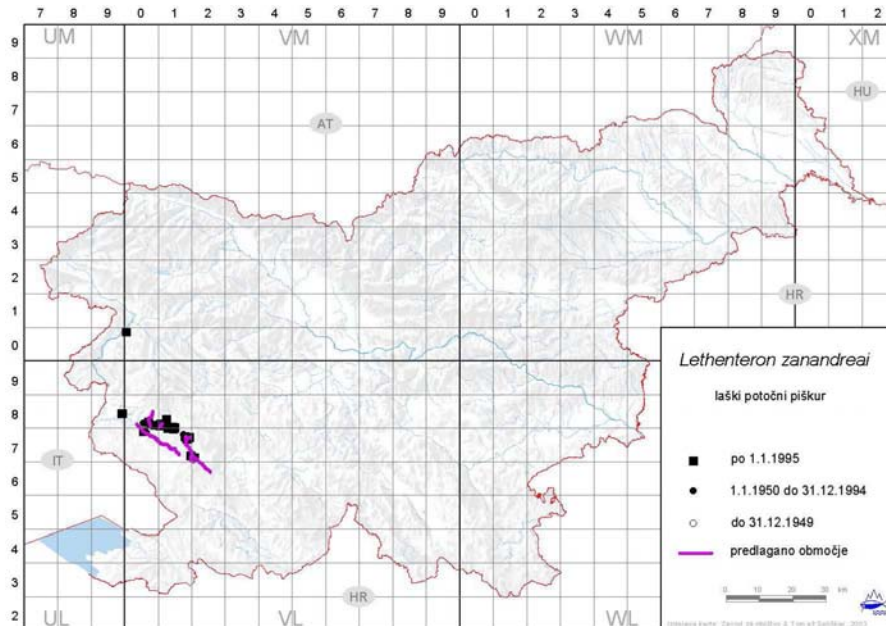 7 8 9 0 1 2 3 4 5 6 7 8 9 0 1 2 3 4 5 6 7 8 9 0 1 2
9 UM VM WM XM
8
7 HU
AT
6
5
4
3
2
1 HR
0
9 Lethenteron zanandreai
8 laški potočni piškur
7
IT po 1.1.1995
6 1.1.1950 do 31.12.1994
5 do 31.12.1949
4 predlagano območje
3 0 10 20 30 km
HR
2 UL VL WL